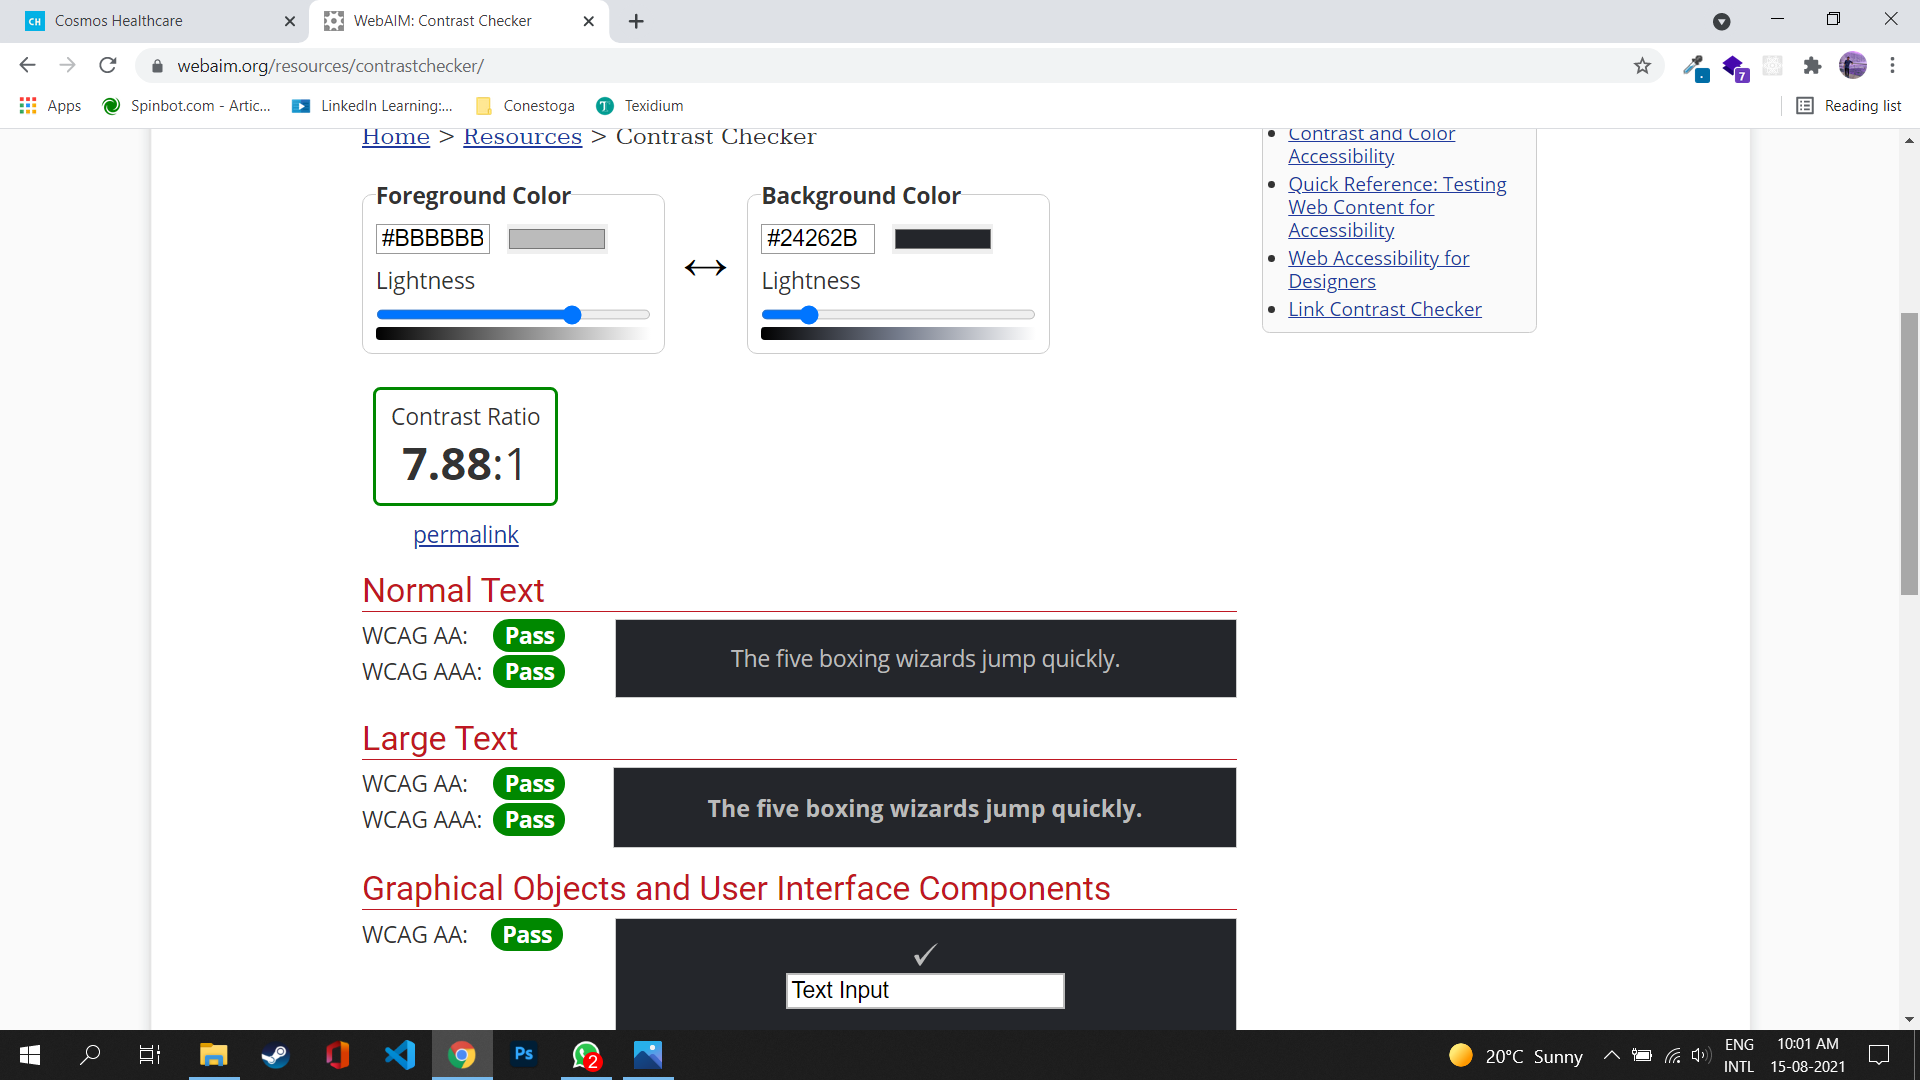 CH Cosmos Healthcare
WebAIM: Contrast Checker
webaim.org/resources/contrastchecker/
7
Apps
Spinbot.com - Artic...
LinkedIn Learning:...
Conestoga
T Texidium
Reading list
Home > Resources > Contrast Checker
Foreground Color
#BBBBBB
Lightness
Background Color
#24262B
Lightness
Contrast and Color
Accessibility
Quick Reference: Testing
Web Content for
Accessibility
Web Accessibility for
Designers
Link Contrast Checker
Contrast Ratio
7.88:1
permalink
Normal Text
WCAG AA: Pass
WCAG AAA: Pass
The five boxing wizards jump quickly.
Large Text
WCAG AA: Pass
WCAG AAA: Pass
The five boxing wizards jump quickly.
Graphical Objects and User Interface Components
WCAG AA: Pass
Text Input
Ps
2
20°C Sunny
ENG
INTL
10:01 AM
15-08-2021